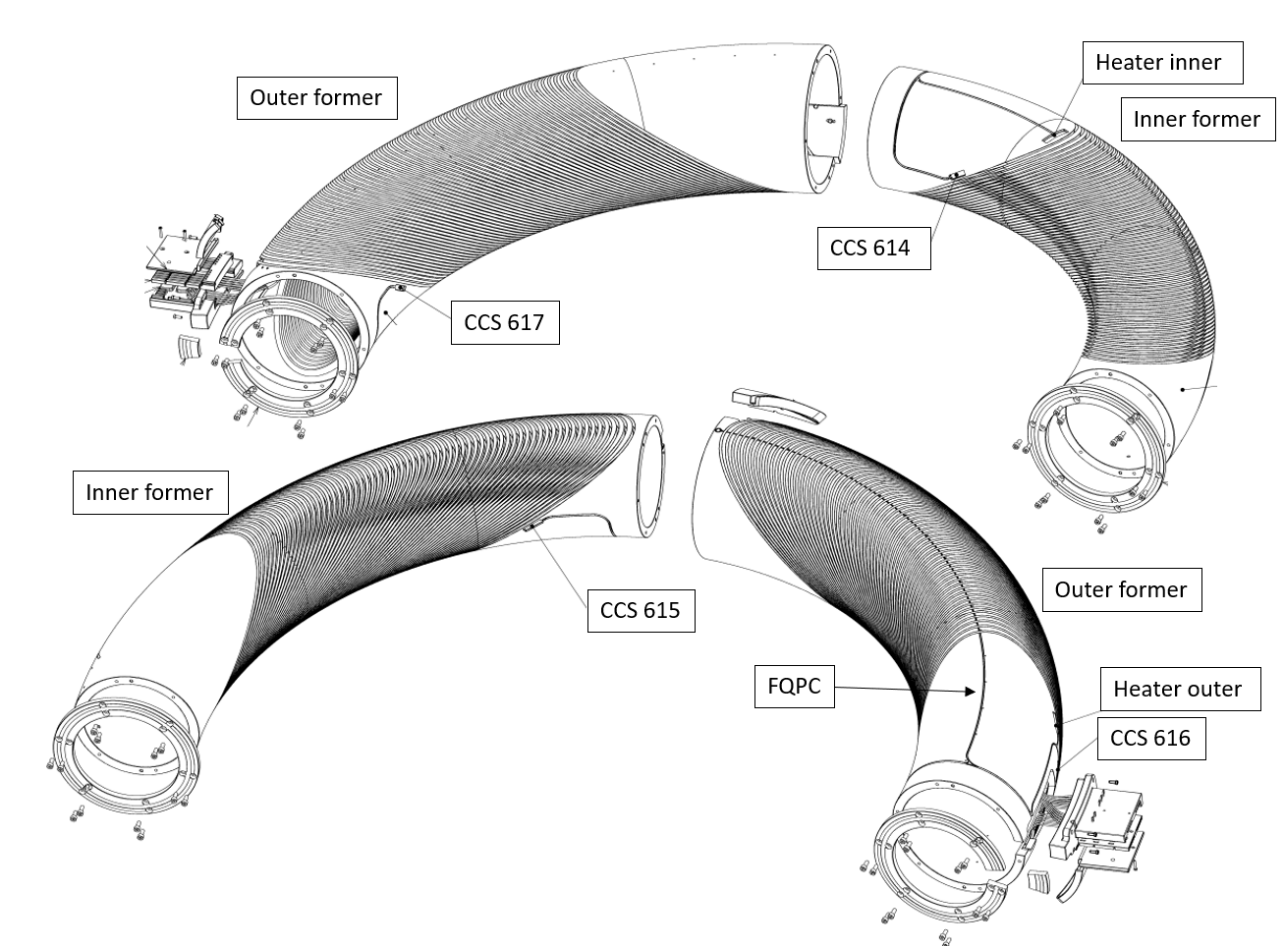 Heater inner
Outer former
Inner former
CCS 614
CCS 617
Inner former
Outer former
CCS 615
FQPC
Heater outer
CCS 616